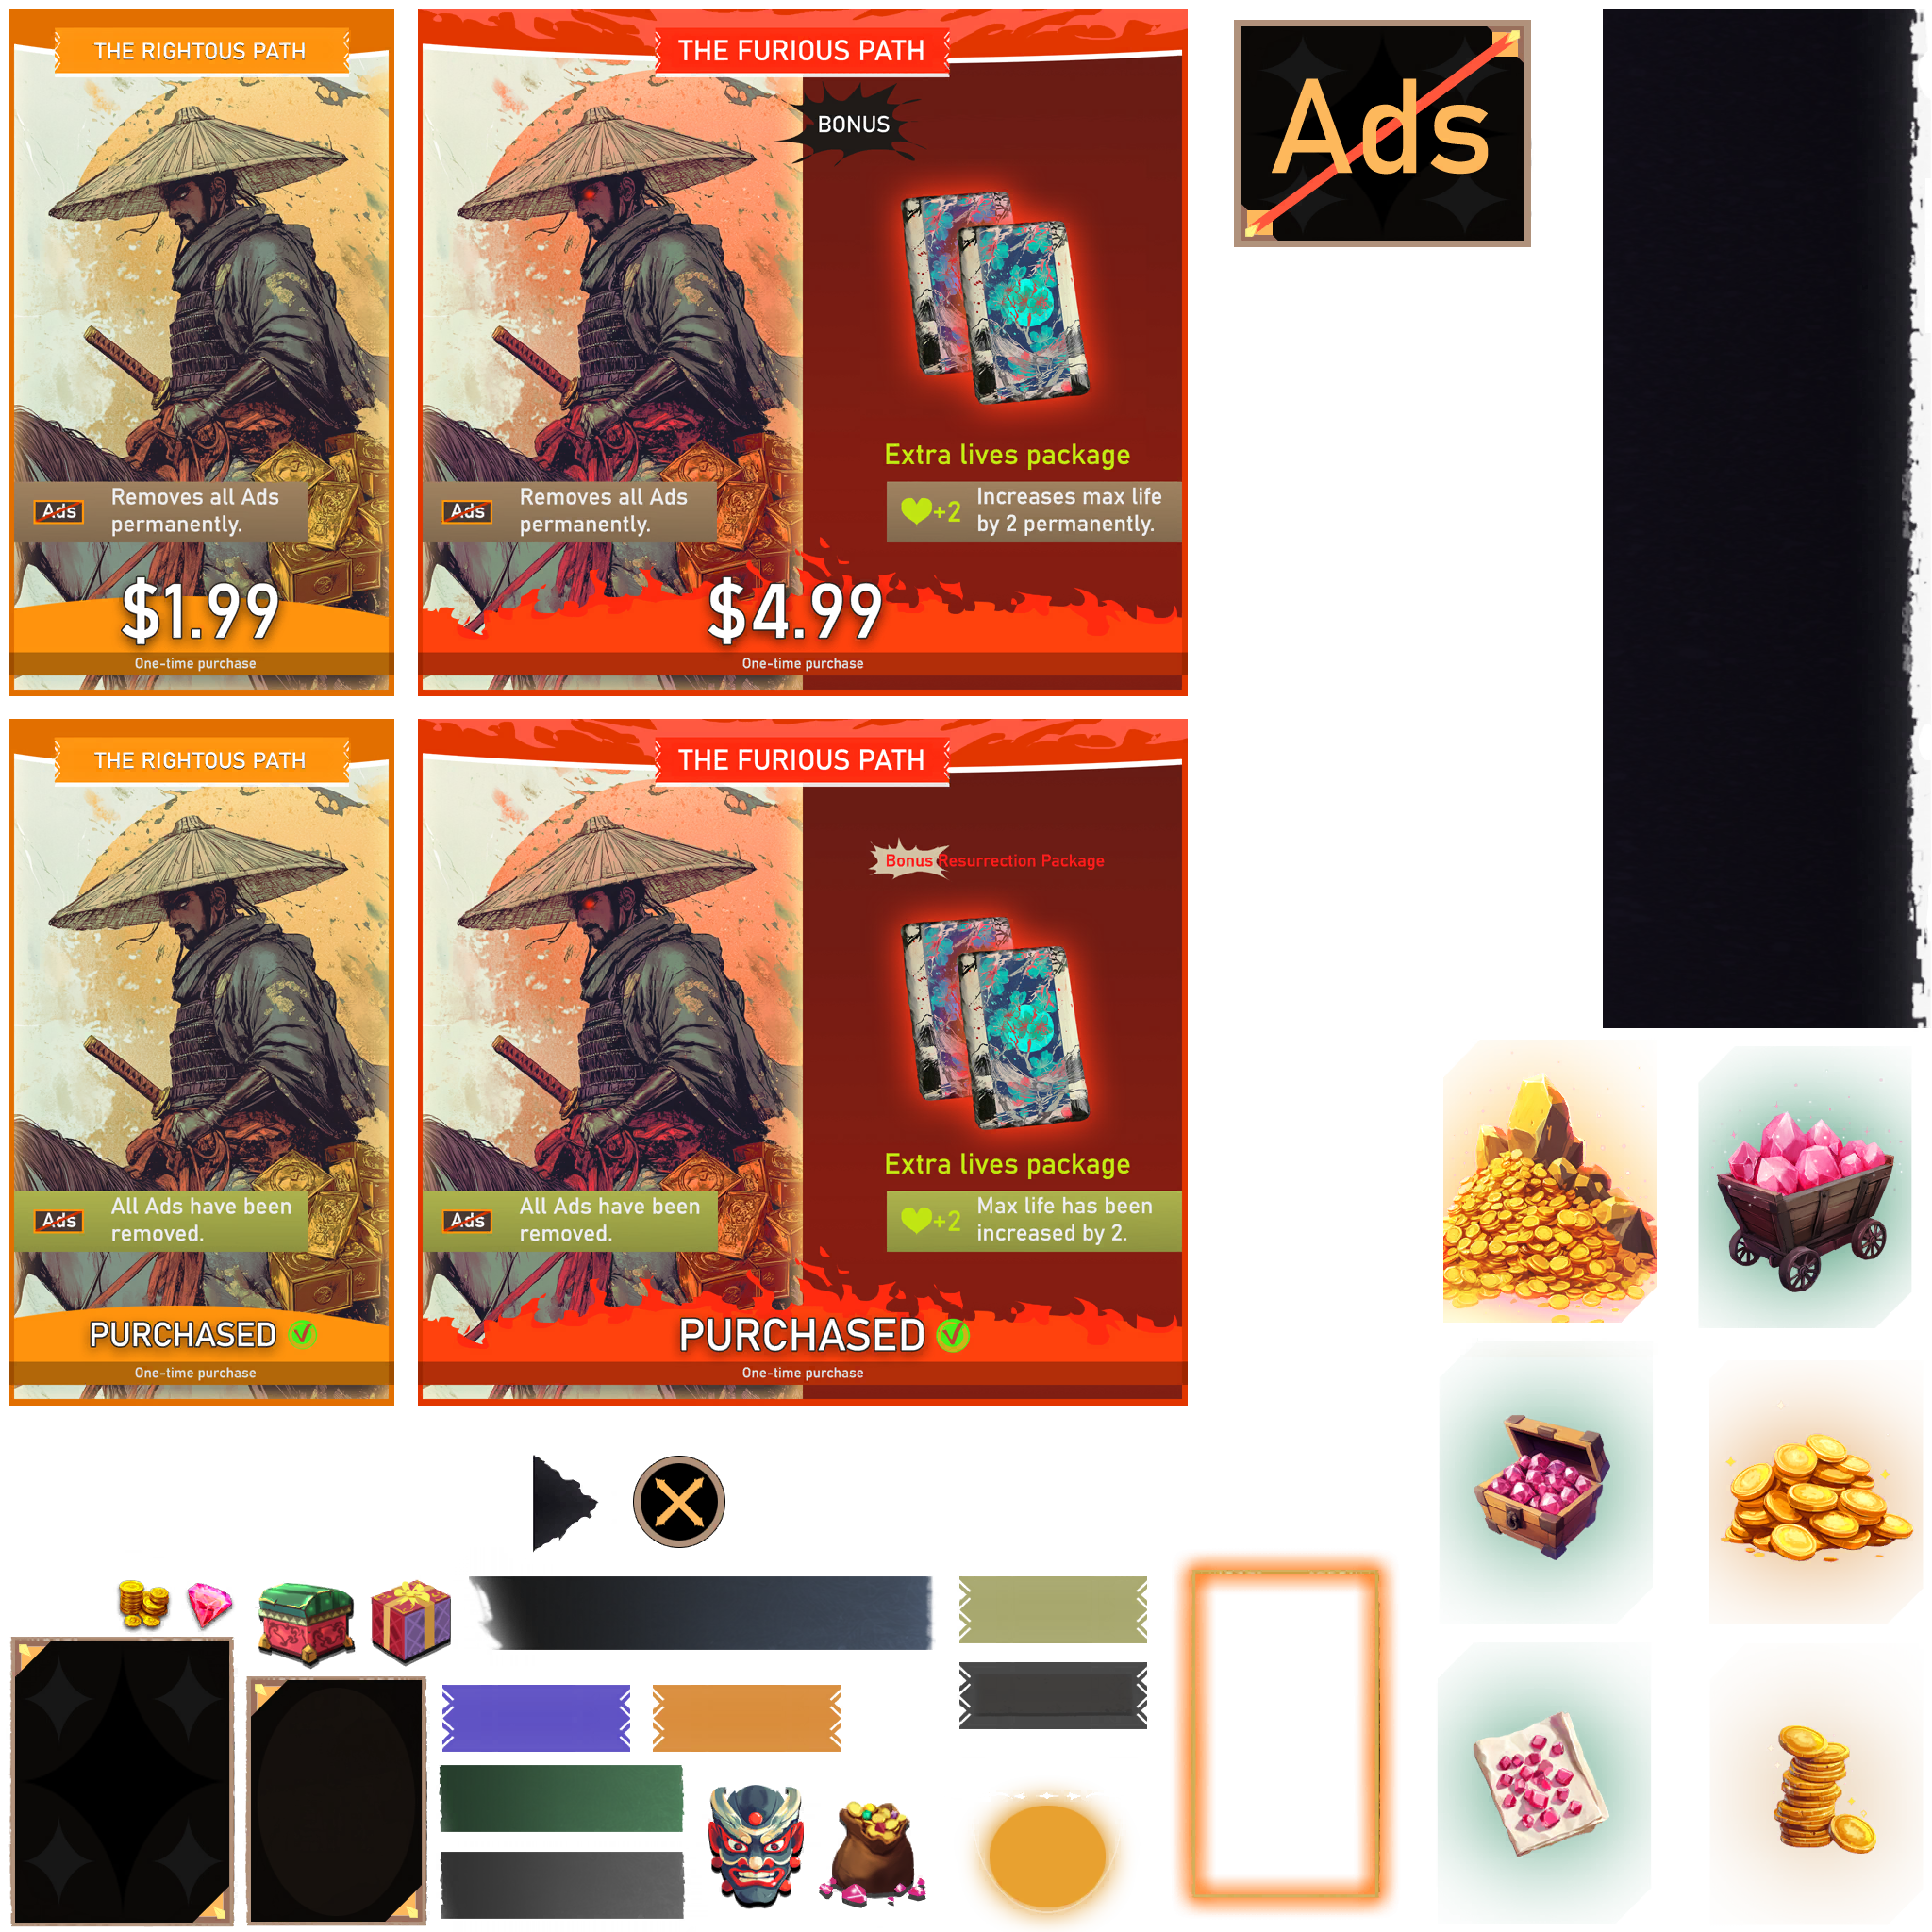 THE RIGHTOUS PATH
Ads
Removes all Ads
permanently.
$1.99
One-time purchase
THE FURIOUS PATH
BONUS
Extra lives package
Ads
Removes all Ads
permanently.
+2
Increases max life
by 2 permanently.
$4.99
One-time purchase
Ads
THE RIGHTOUS PATH
Ads
All Ads have been
removed.
PURCHASED
One-time purchase
THE FURIOUS PATH
Bonus Resurrection Package
Extra lives package
Ads
All Ads have been
removed.
+2
Max life has been
increased by 2.
PURCHASED
One-time purchase